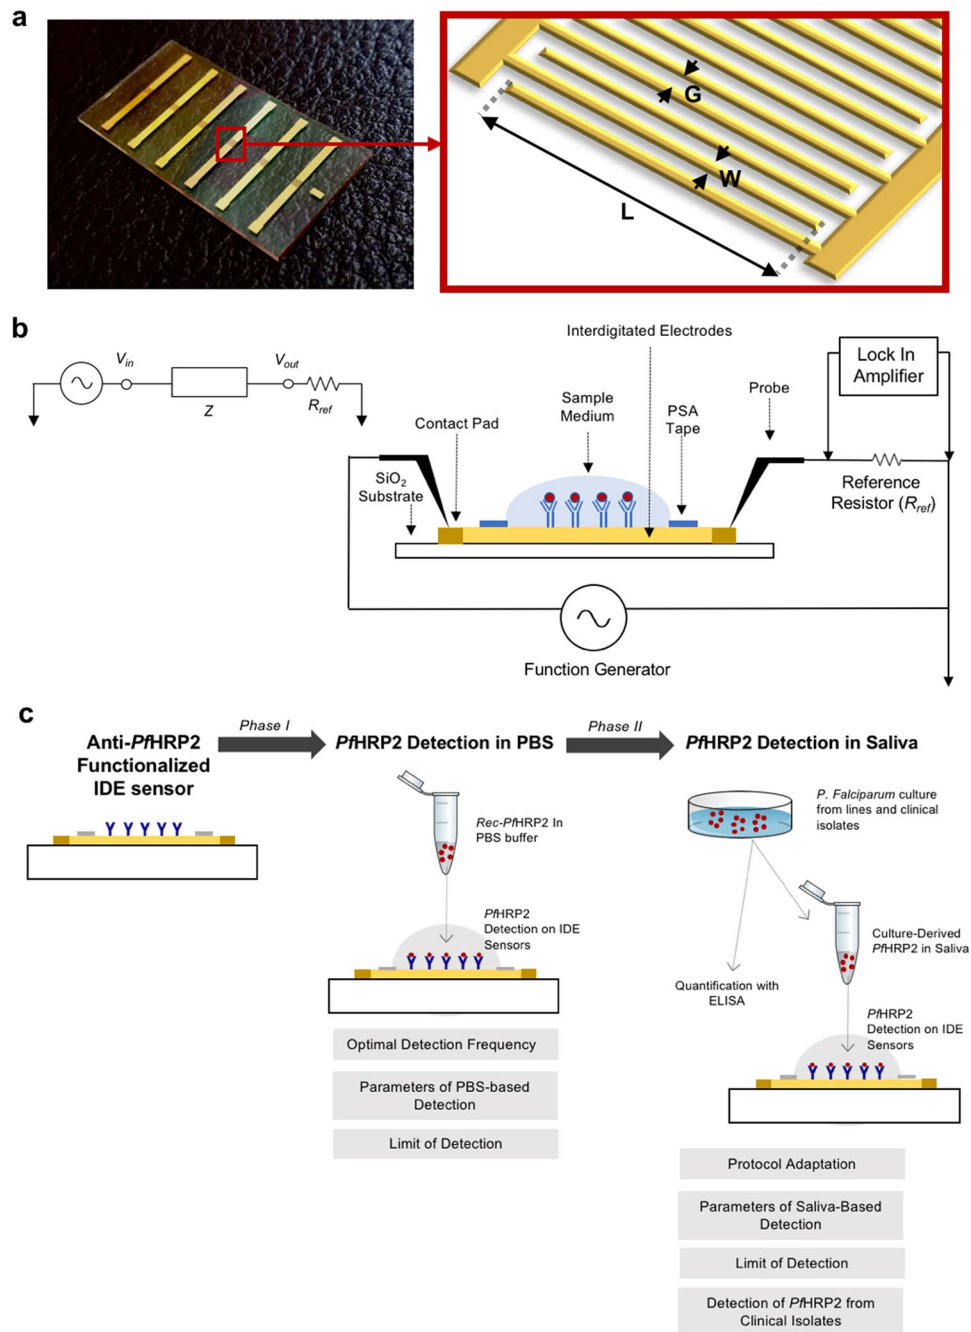 a
G
W
L
b
Vin
Vout
Z
Rref
Interdigitated Electrodes
Lock In
Amplifier
Sample
Medium
PSA
Tape
Probe
Contact Pad
SiO2
Substrate
Reference
Resistor (Rref)
Function Generator
c
Phase I
Phase II
Anti-PfHRP2
Functionalized
IDE sensor
PfHRP2 Detection in PBS
PfHRP2 Detection in Saliva
Rec-PfHRP2 In
PBS buffer
P. Falciparum culture
from lines and clinical
isolates
PfHRP2
Detection on IDE
Sensors
Culture-Derived
PfHRP2 in Saliva
Quantification with
ELISA
PfHRP2
Detection on IDE
Sensors
Optimal Detection Frequency
Parameters of PBS-based
Detection
Limit of Detection
Protocol Adaptation
Parameters of Saliva-Based
Detection
Limit of Detection
Detection of PfHRP2 from
Clinical Isolates